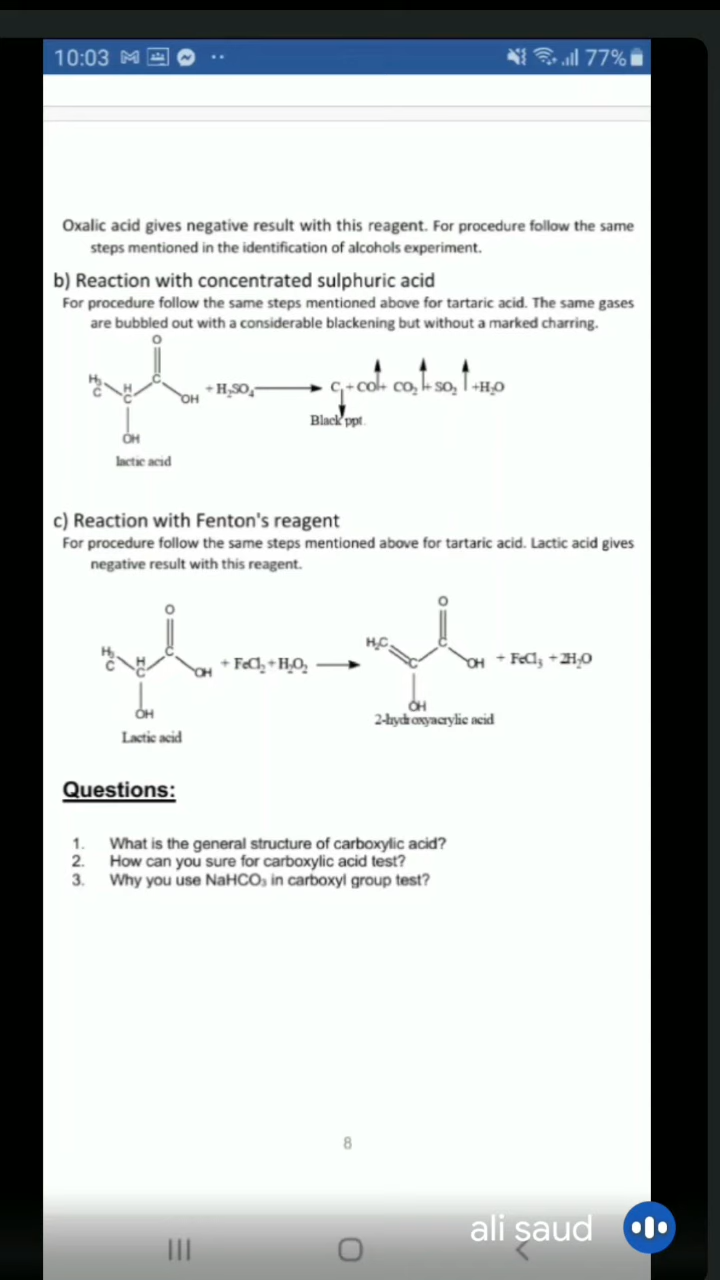 10:03
77%
Oxalic acid gives negative result with this reagent. For procedure follow the same
steps mentioned in the identification of alcohols experiment.
b) Reaction with concentrated sulphuric acid
For procedure follow the same steps mentioned above for tartaric acid. The same gases
are bubbled out with a considerable blackening but without a marked charring.
O
H₃
C
H
C
C
OH
+ H₂SO₄
C + CO + CO₂ + SO₂ + H₂O
OH
Black ppt.
lactic acid
c) Reaction with Fenton's reagent
For procedure follow the same steps mentioned above for tartaric acid. Lactic acid gives
negative result with this reagent.
O
O
H₃
C
H
C
C
OH
+ FeCl₂ + H₂O₂
H₂C
C
C
OH
+ FeCl₃ + 2H₂O
OH
OH
2-hydroxyacrylic acid
Lactic acid
Questions:
1. What is the general structure of carboxylic acid?
2. How can you sure for carboxylic acid test?
3. Why you use NaHCO₃ in carboxyl group test?
8
ali saud